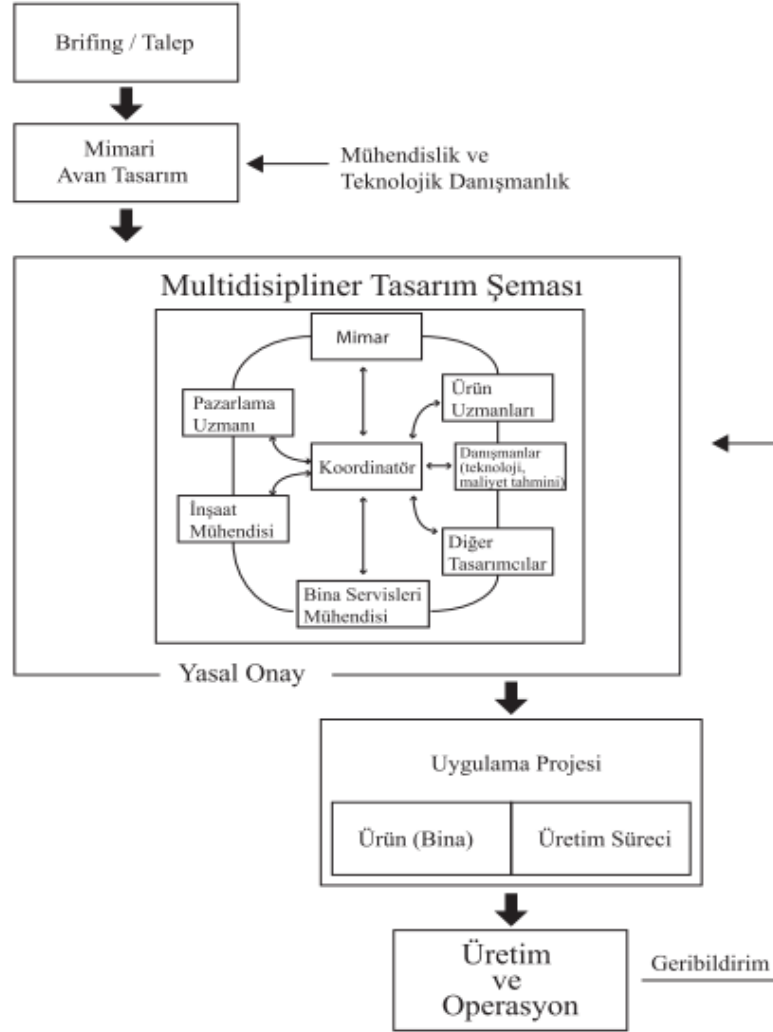 Brifing / Talep
Mimari
Avan Tasarım
Mühendislik ve
Teknolojik Danışmanlık
Multidisipliner Tasarım Şeması
Mimar
Pazarlama
Uzmanı
Ürün
Uzmanları
Koordinatör
Danışmanlar
(teknoloji,
maliyet tahmini)
İnşaat
Mühendisi
Diğer
Tasarımcılar
Bina Servisleri
Mühendisi
Yasal Onay
Uygulama Projesi
Ürün (Bina)
Üretim Süreci
Üretim
ve
Operasyon
Geribildirim